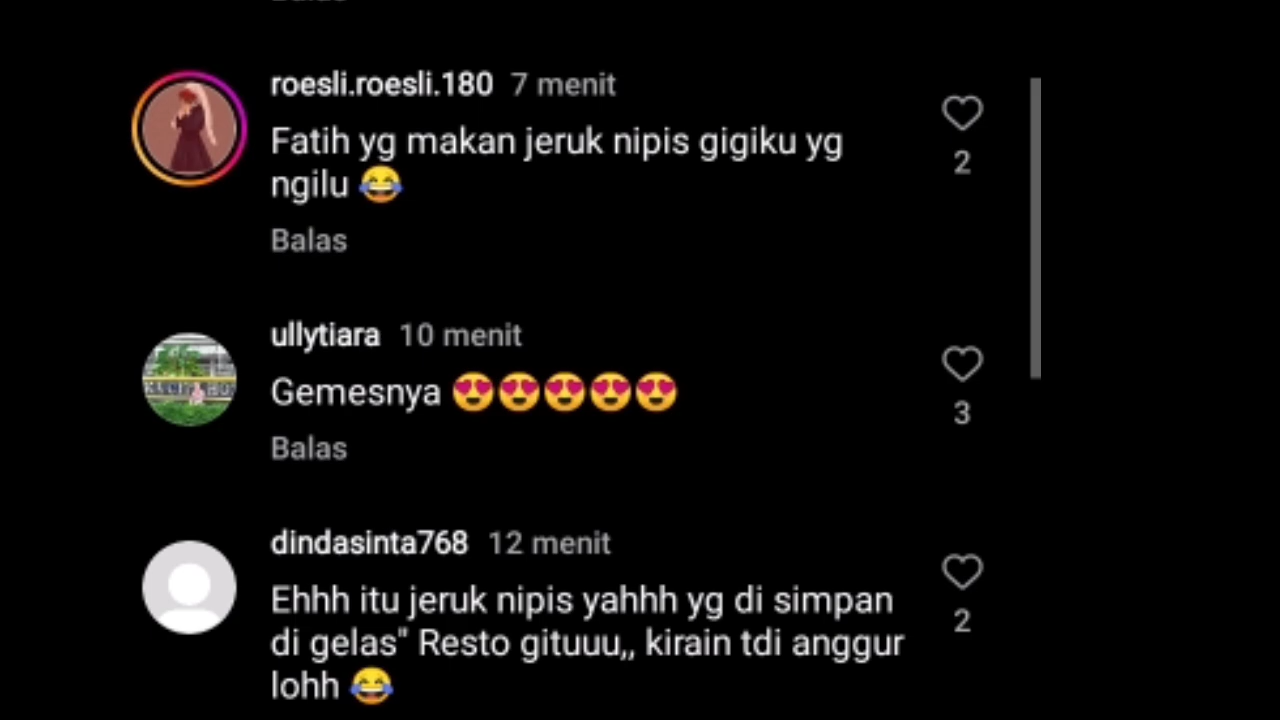 roesli.roesli.180 7 menit
Fatih yg makan jeruk nipis gigiku yg
ngilu 😂
2
Balas
ullytiara 10 menit
Gemesnya 😍😍😍😍😍
3
Balas
dindasinta768 12 menit
Ehhh itu jeruk nipis yahhh yg di simpan
di gelas" Resto gituuu,, kirain tdi anggur
lohh 😂
2